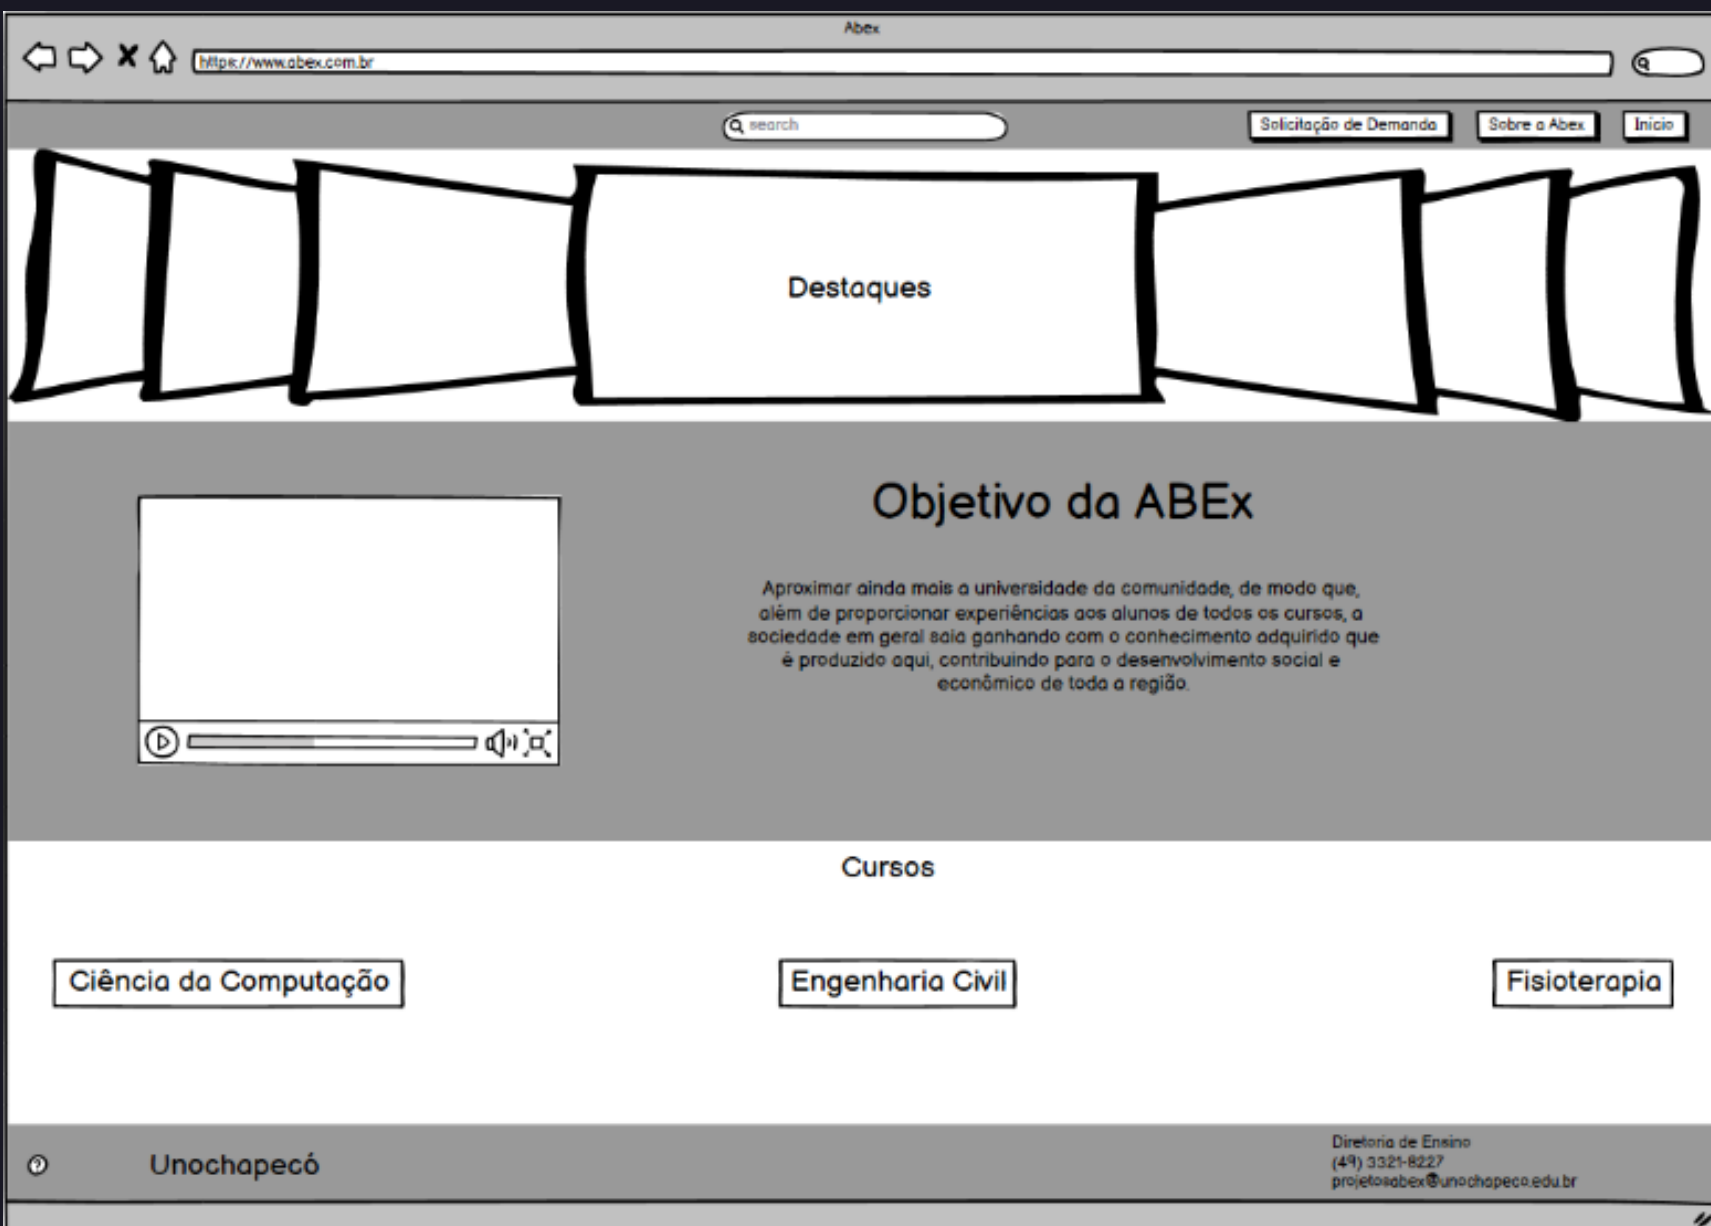 Abex
https://www.abex.com.br
search
Solicitação de Demanda
Sobre a Abex
Início
Destaques
Objetivo da ABEx
Aproximar ainda mais a universidade da comunidade, de modo que,
além de proporcionar experiências aos alunos de todos os cursos, a
sociedade em geral saia ganhando com o conhecimento adquirido que
é produzido aqui, contribuindo para o desenvolvimento social e
econômico de toda a região.
Cursos
Ciência da Computação
Engenharia Civil
Fisioterapia
?
Unochapecó
Diretoria de Ensino
(49) 3321-8227
projetosabex@unochapeco.edu.br